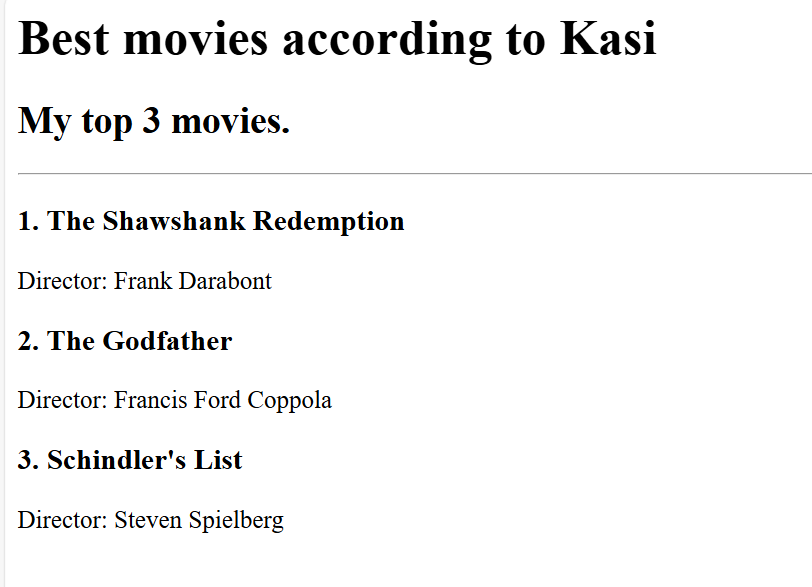 Best movies according to Kasi
My top 3 movies.
1. The Shawshank Redemption
Director: Frank Darabont
2. The Godfather
Director: Francis Ford Coppola
3. Schindler's List
Director: Steven Spielberg